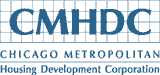 CMHDC
CHICAGO METROPOLITAN
Housing Development Corporation